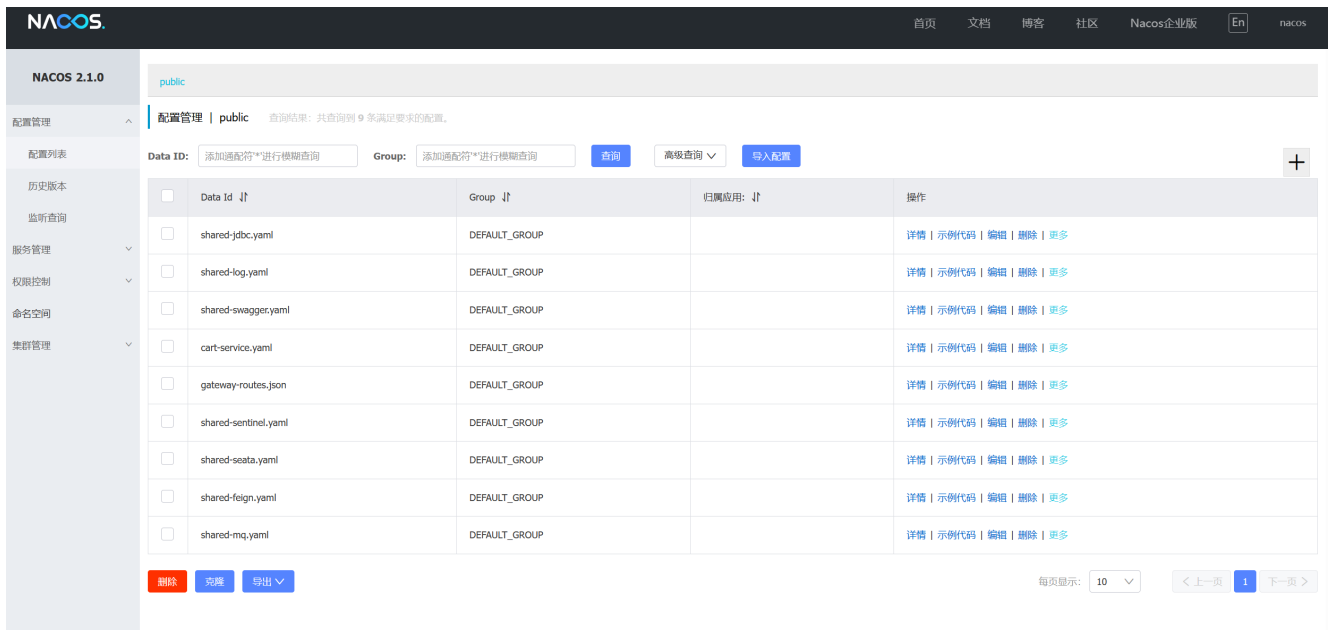 NACOS.
首页 文档 博客 社区 Nacos企业版 En nacos
NACOS 2.1.0
配置管理
配置列表
历史版本
监听查询
服务管理
权限控制
命名空间
集群管理
public
配置管理 | public 查询结果：共查询到 9 条满足要求的配置。
Data ID: 添加通配符'*'进行模糊查询 Group: 添加通配符'*'进行模糊查询 查询 高级查询 导入配置
Data Id Group 归属应用: 操作
shared-jdbc.yaml DEFAULT_GROUP 详情 | 示例代码 | 编辑 | 删除 | 更多
shared-log.yaml DEFAULT_GROUP 详情 | 示例代码 | 编辑 | 删除 | 更多
shared-swagger.yaml DEFAULT_GROUP 详情 | 示例代码 | 编辑 | 删除 | 更多
cart-service.yaml DEFAULT_GROUP 详情 | 示例代码 | 编辑 | 删除 | 更多
gateway-routes.json DEFAULT_GROUP 详情 | 示例代码 | 编辑 | 删除 | 更多
shared-sentinel.yaml DEFAULT_GROUP 详情 | 示例代码 | 编辑 | 删除 | 更多
shared-seata.yaml DEFAULT_GROUP 详情 | 示例代码 | 编辑 | 删除 | 更多
shared-feign.yaml DEFAULT_GROUP 详情 | 示例代码 | 编辑 | 删除 | 更多
shared-mq.yaml DEFAULT_GROUP 详情 | 示例代码 | 编辑 | 删除 | 更多
删除 克隆 导出 每页显示: 10 上一页 1 下一页